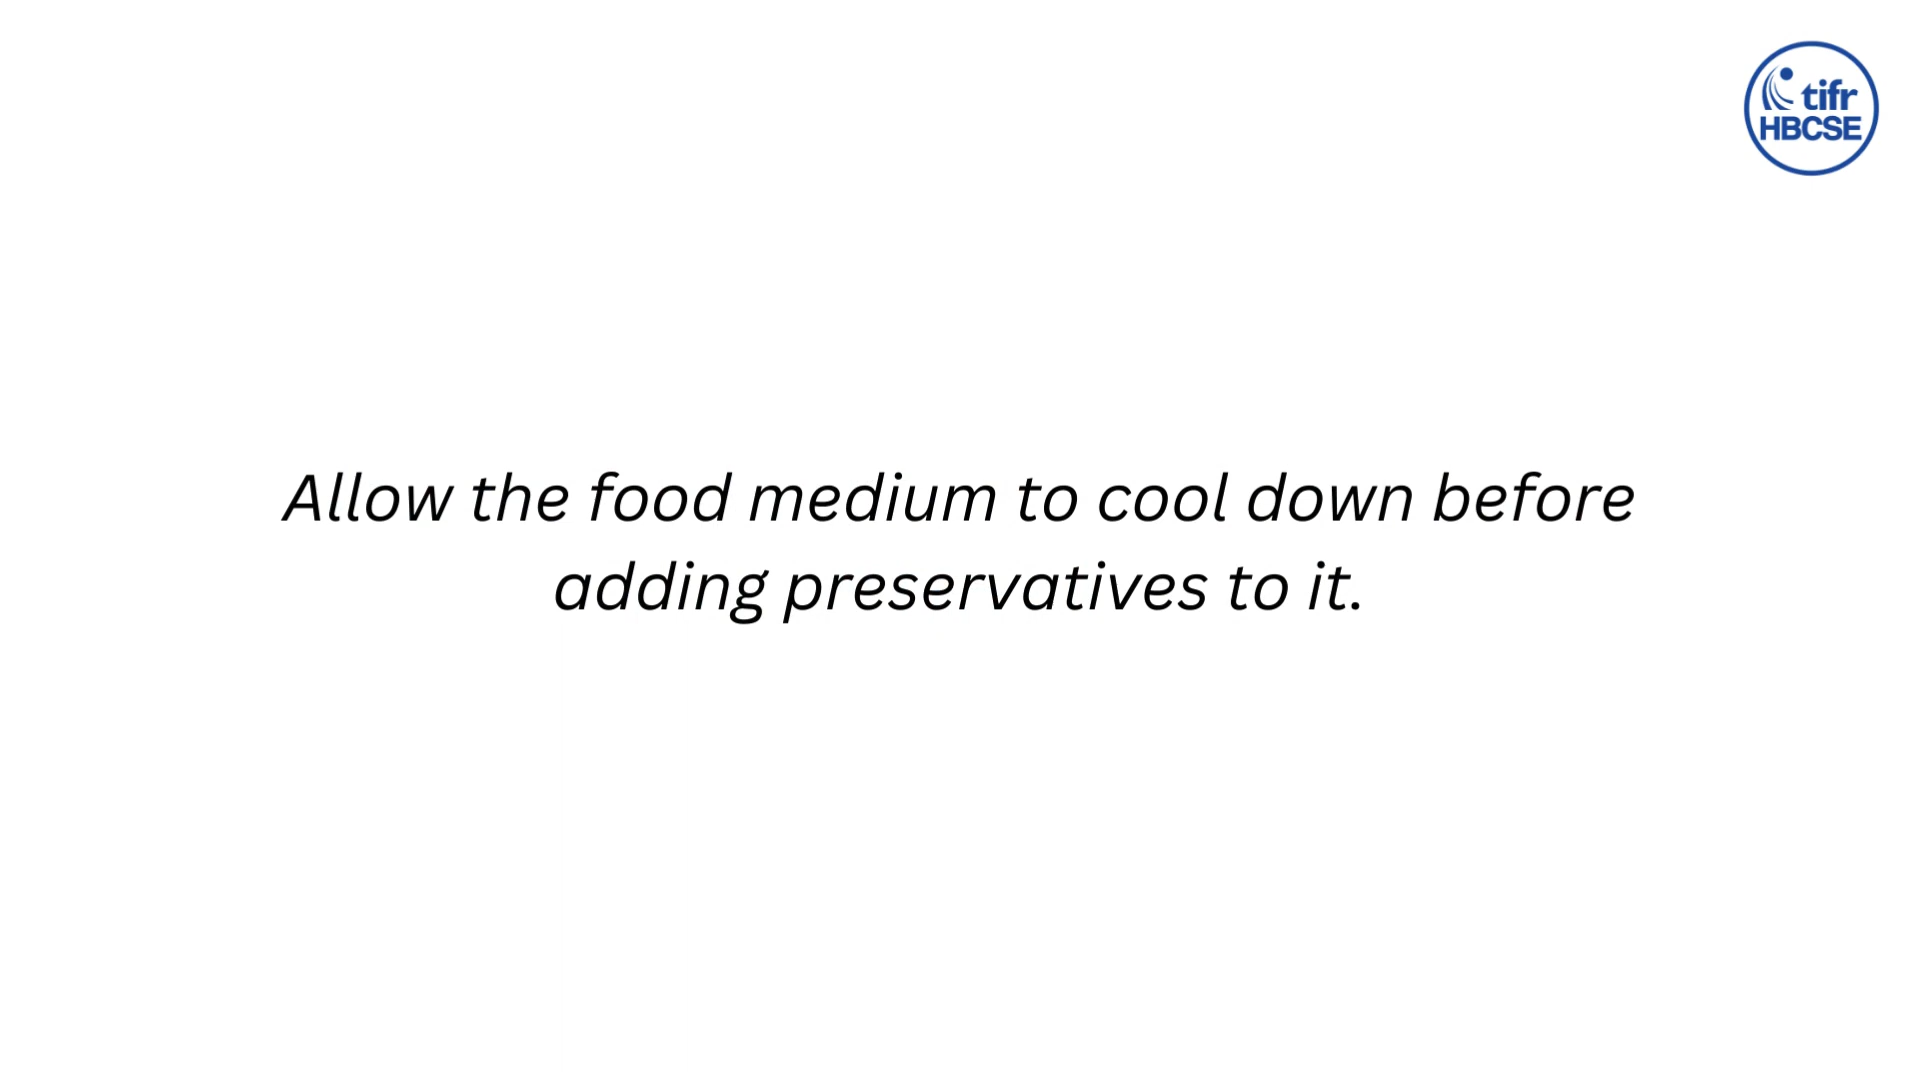 tifr
HBCSE
Allow the food medium to cool down before
adding preservatives to it.